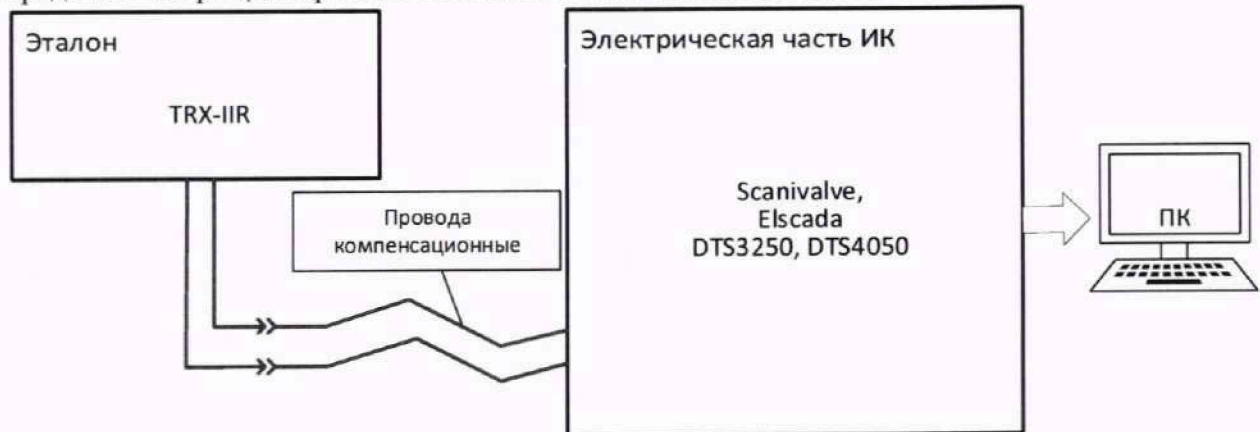 Эталон
TRX-IIR
Провода
компенсационные
Электрическая часть ИК
Scanivalve,
Elscada
DTS3250, DTS4050
ПК